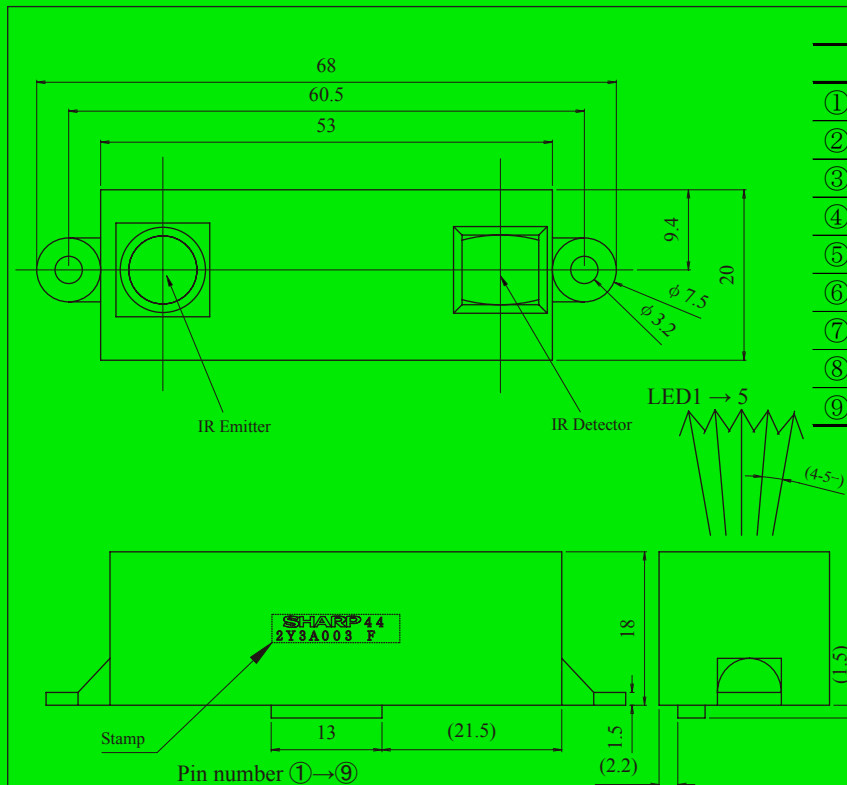 68
60.5
53
①
②
③
④
⑤
⑥
⑦
⑧
⑨
9.4
20
φ 7.5
φ 3.2
IR Emitter
IR Detector
LED1 → 5
(4-5
SHARP 44
2Y3A003 F
18
(1.5)
Stamp
13
(21.5)
1.5
(2.2)
Pin number ①→⑨